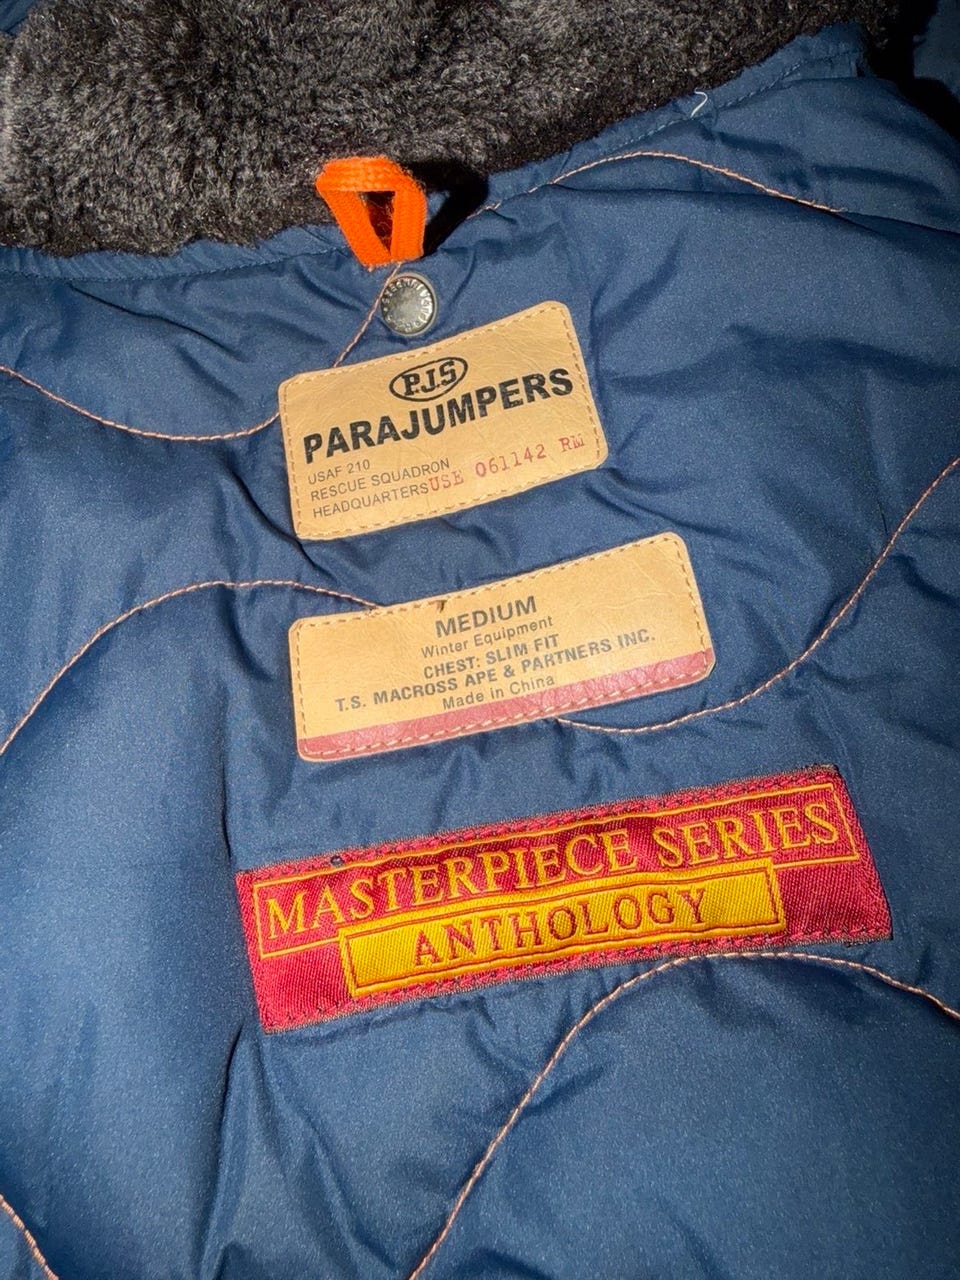 P.J.S
PARAJUMPERS
USAF 210
RESCUE SQUADRON
HEADQUARTERS USE 061142 RM
MEDIUM
Winter Equipment
CHEST: SLIM FIT
T.S. MACROSS APE & PARTNERS INC.
Made in China
MASTERPIECE SERIES
ANTHOLOGY